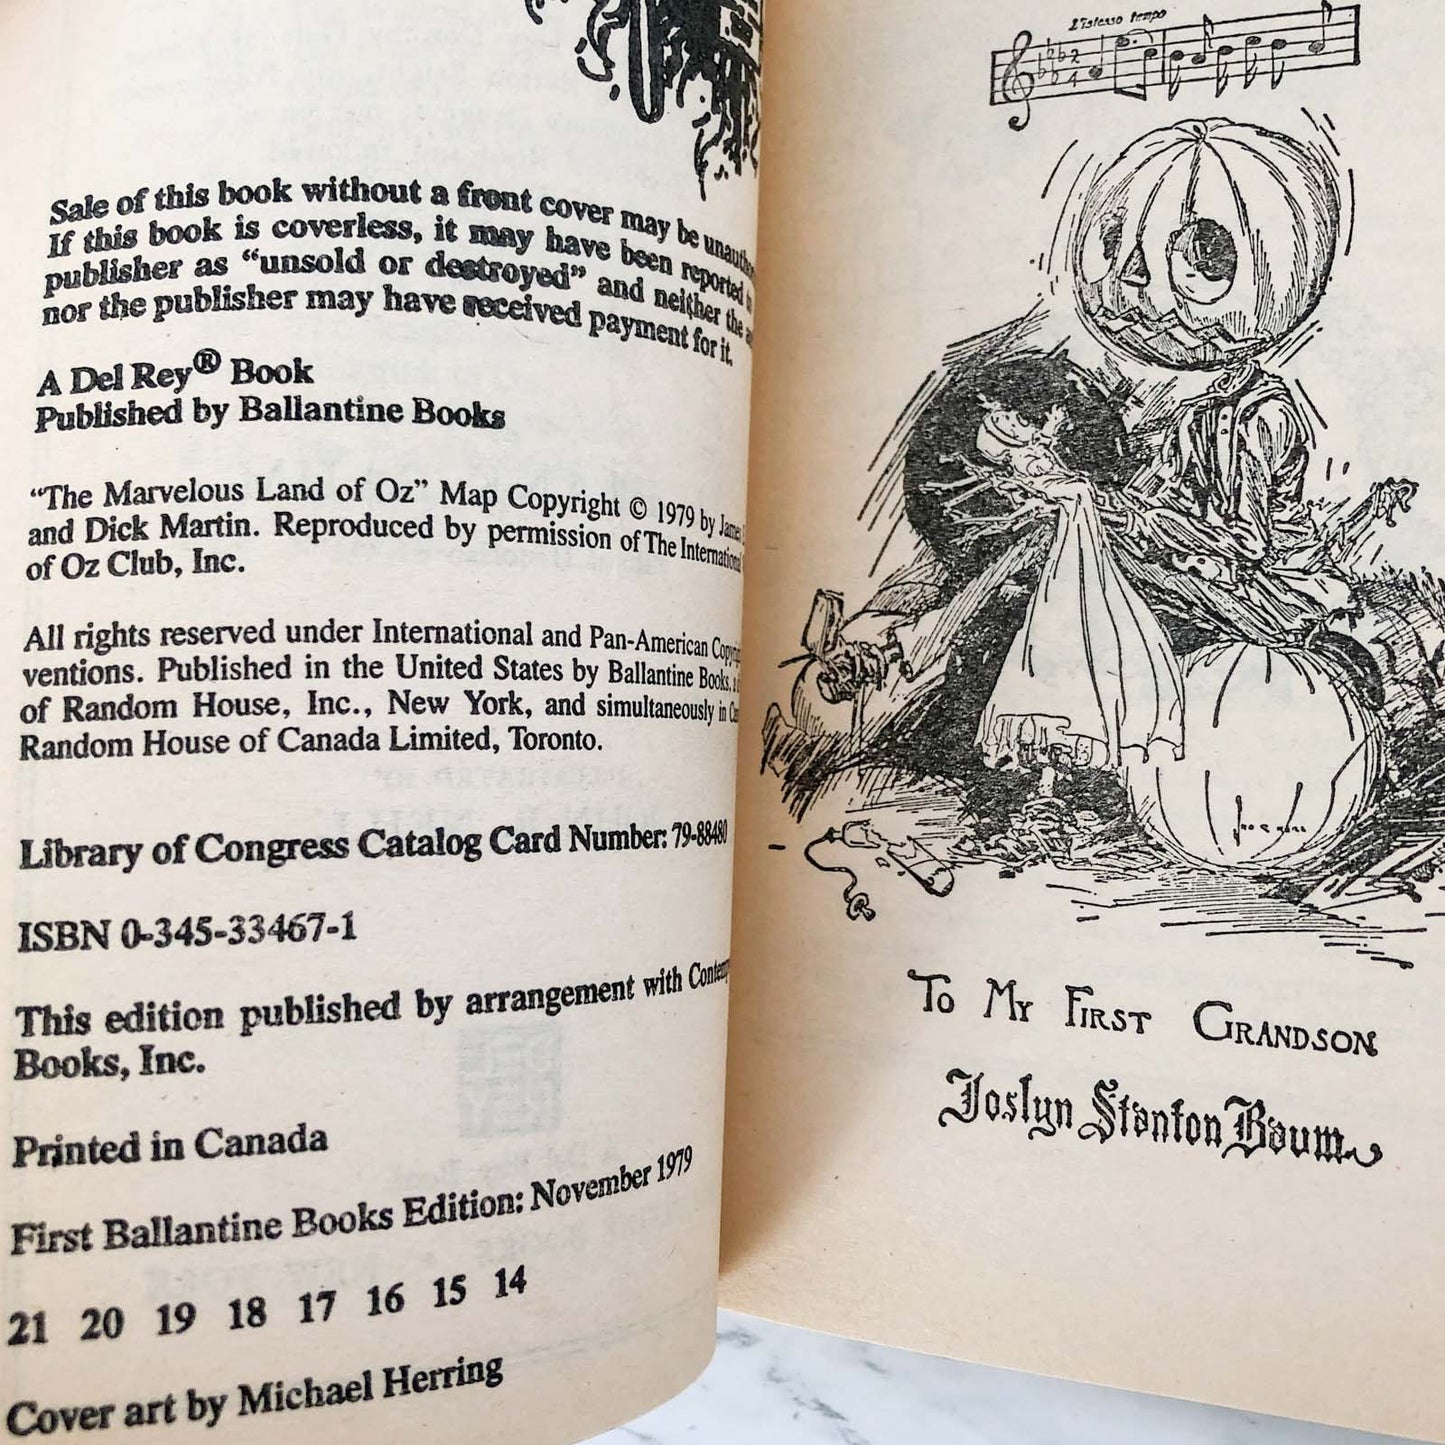 Sale of this book without a front cover may be
If this book is coverless, it may have been reported
publisher as “unsold or destroyed” and neither the
nor the publisher may have received payment for it.
A Del Rey® Book
Published by Ballantine Books
“The Marvelous Land of Oz” Map Copyright © 1979 by James
and Dick Martin. Reproduced by permission of The International
of Oz Club, Inc.
All rights reserved under International and Pan-American
ventions. Published in the United States by Ballantine Books, a
of Random House, Inc., New York, and simultaneously in
Random House of Canada Limited, Toronto.
Library of Congress Catalog Card Number: 79-88480
ISBN 0-345-33467-1
This edition published by arrangement with
Books, Inc.
Printed in Canada
First Ballantine Books Edition: November 1979
21 20 19 18 17 16 15 14
Cover art by Michael Herring
L'istesso tempo
2
4
To My First Grandson
Joslyn Stanton Baum